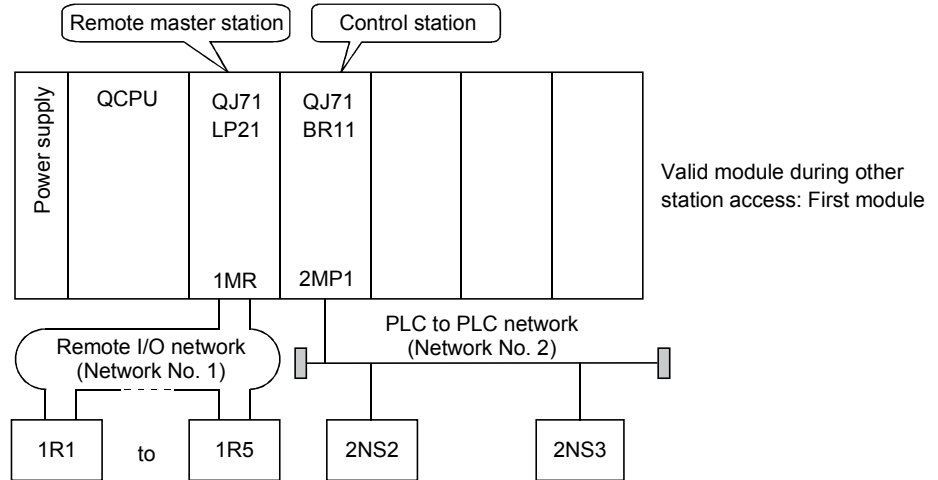 Remote master station
Control station
Power supply
QCPU
QJ71
LP21
QJ71
BR11
1MR
2MP1
Valid module during other
station access: First module
PLC to PLC network
(Network No. 2)
Remote I/O network
(Network No. 1)
1R1
to
1R5
2NS2
2NS3